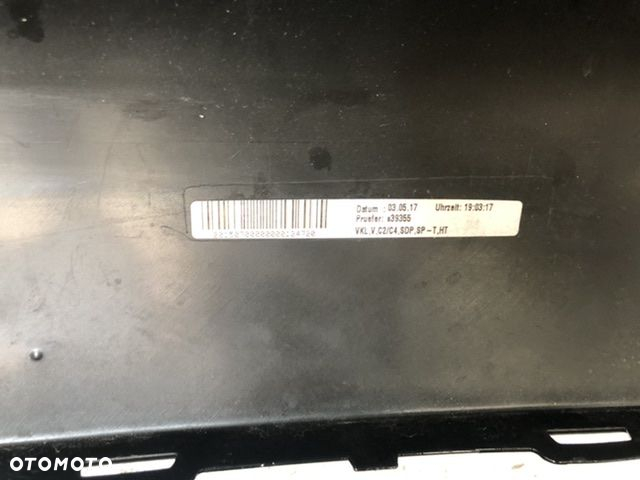 Datum : 03.05.17 Uhrzeit: 19:03:17
Pruefer: s39355
VKL,V,C2/C4,SDP,SP-T,HT
OTOMOTO